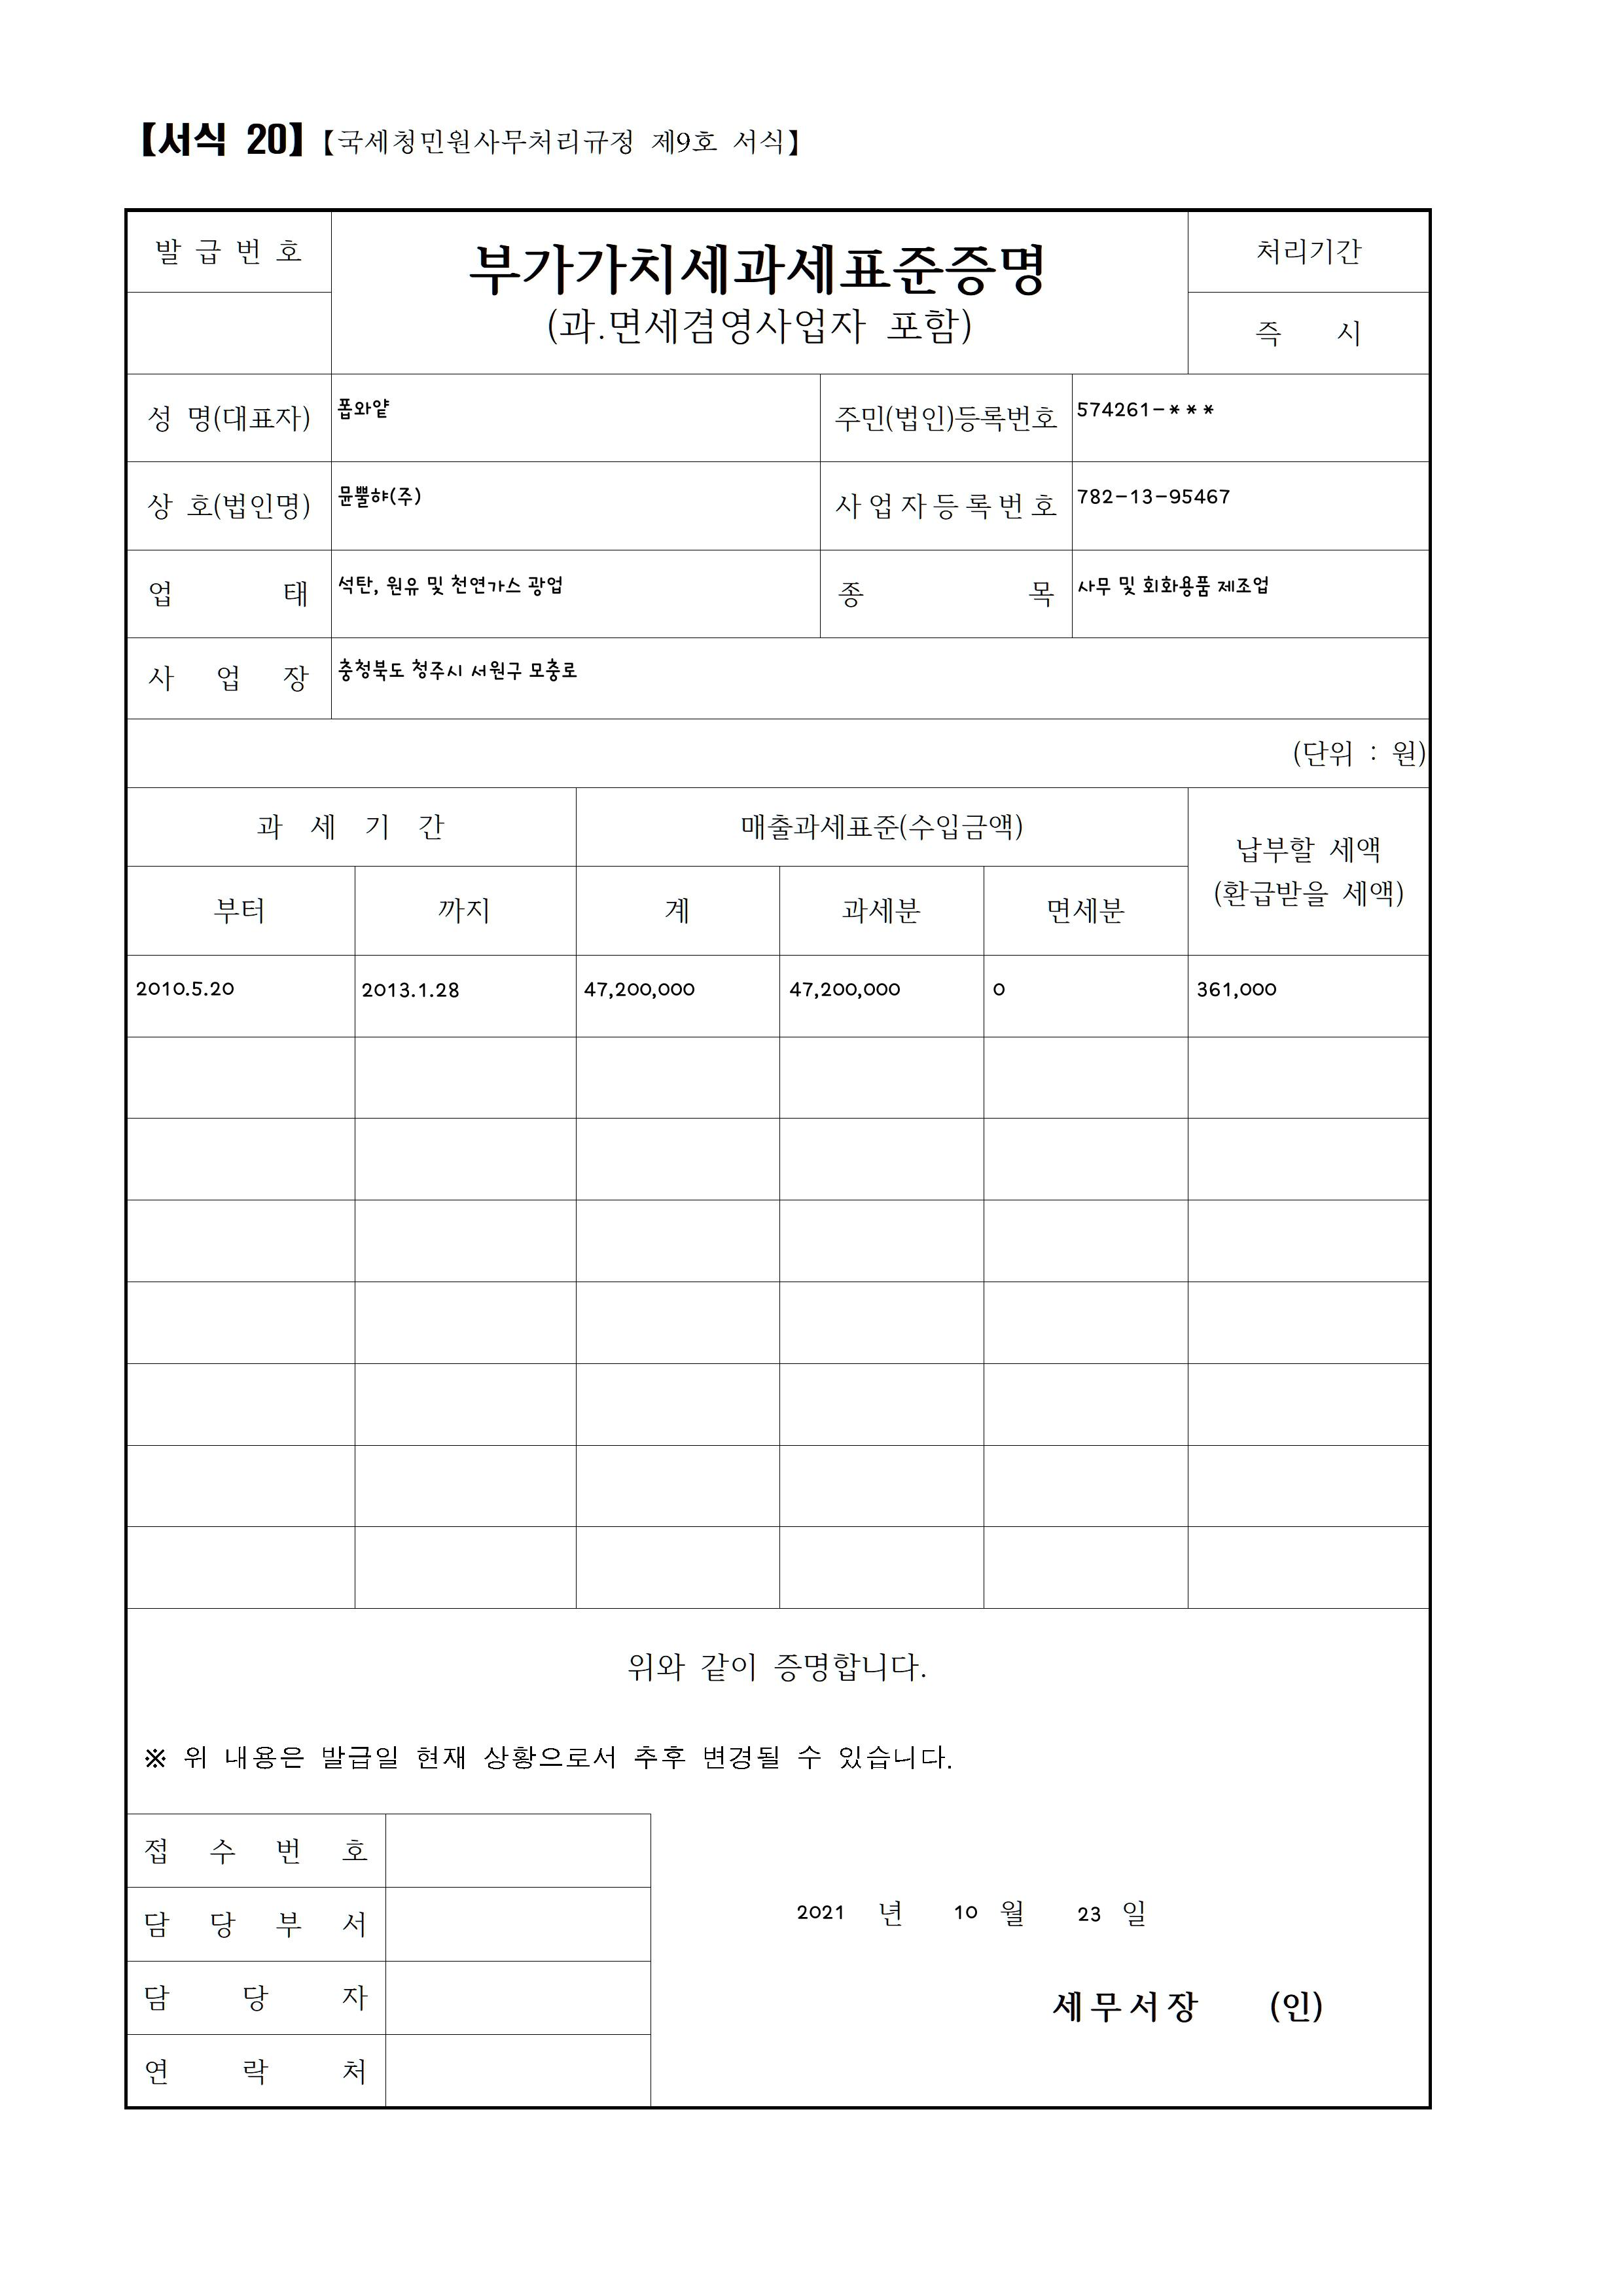 【서식 20】【국세청민원사무처리규정 제9호 서식】
발 급 번 호
부가가치세과세표준증명
(과.면세겸영사업자 포함)
처리기간
즉 시
성 명(대표자) 폼와얕 주민(법인)등록번호 574261-***
상 호(법인명) 뮨뿔햐(주) 사업자등록번호 782-13-95467
업 태 석탄, 원유 및 천연가스 광업 종 목 사무 및 회화용품 제조업
사 업 장 충청북도 청주시 서원구 모충로
(단위 : 원)
과 세 기 간 매출과세표준(수입금액) 납부할 세액
(환급받을 세액)
부터 까지 계 과세분 면세분
2010.5.20 2013.1.28 47,200,000 47,200,000 0 361,000
위와 같이 증명합니다.
※ 위 내용은 발급일 현재 상황으로서 추후 변경될 수 있습니다.
접 수 번 호
담 당 부 서
2021 년 10 월 23 일
담 당 자
세무서장 (인)
연 락 처